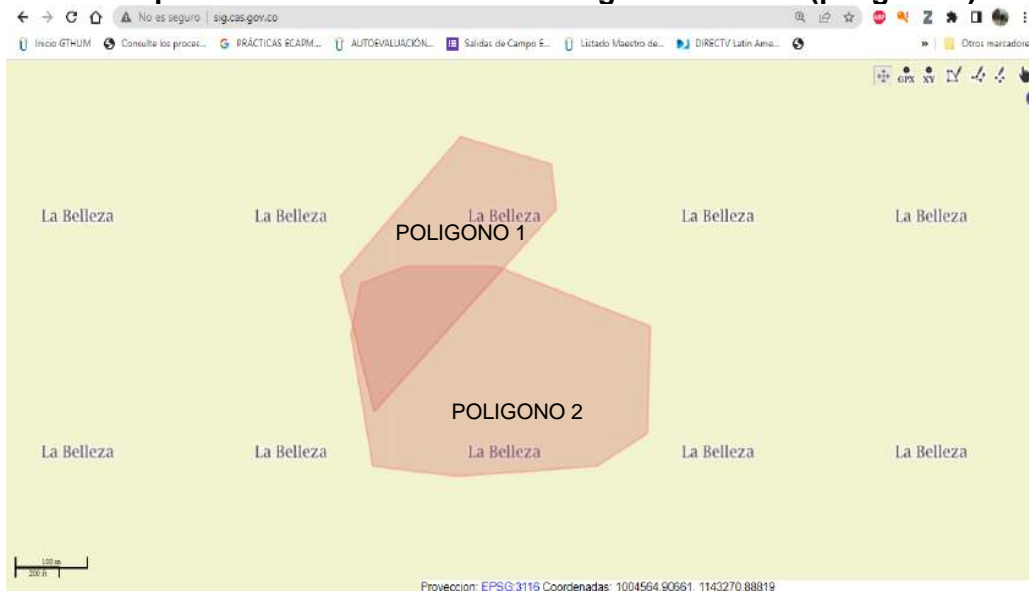 No es seguro | sig.cas.gov.co
Inicio GTHUM Consulte los proces... PRÁCTICAS ECAPM... AUTOEVALUACIÓN... Salidas de Campo E... Listado Maestro de... DIRECTV Latin Ame... » Otros marcadore
GPX XY
La Belleza La Belleza La Belleza La Belleza La Belleza
POLIGONO 1
POLIGONO 2
La Belleza La Belleza La Belleza La Belleza La Belleza
100 m
200 ft
Proyeccion: EPSG:3116 Coordenadas: 1004564.90661, 1143270.88819